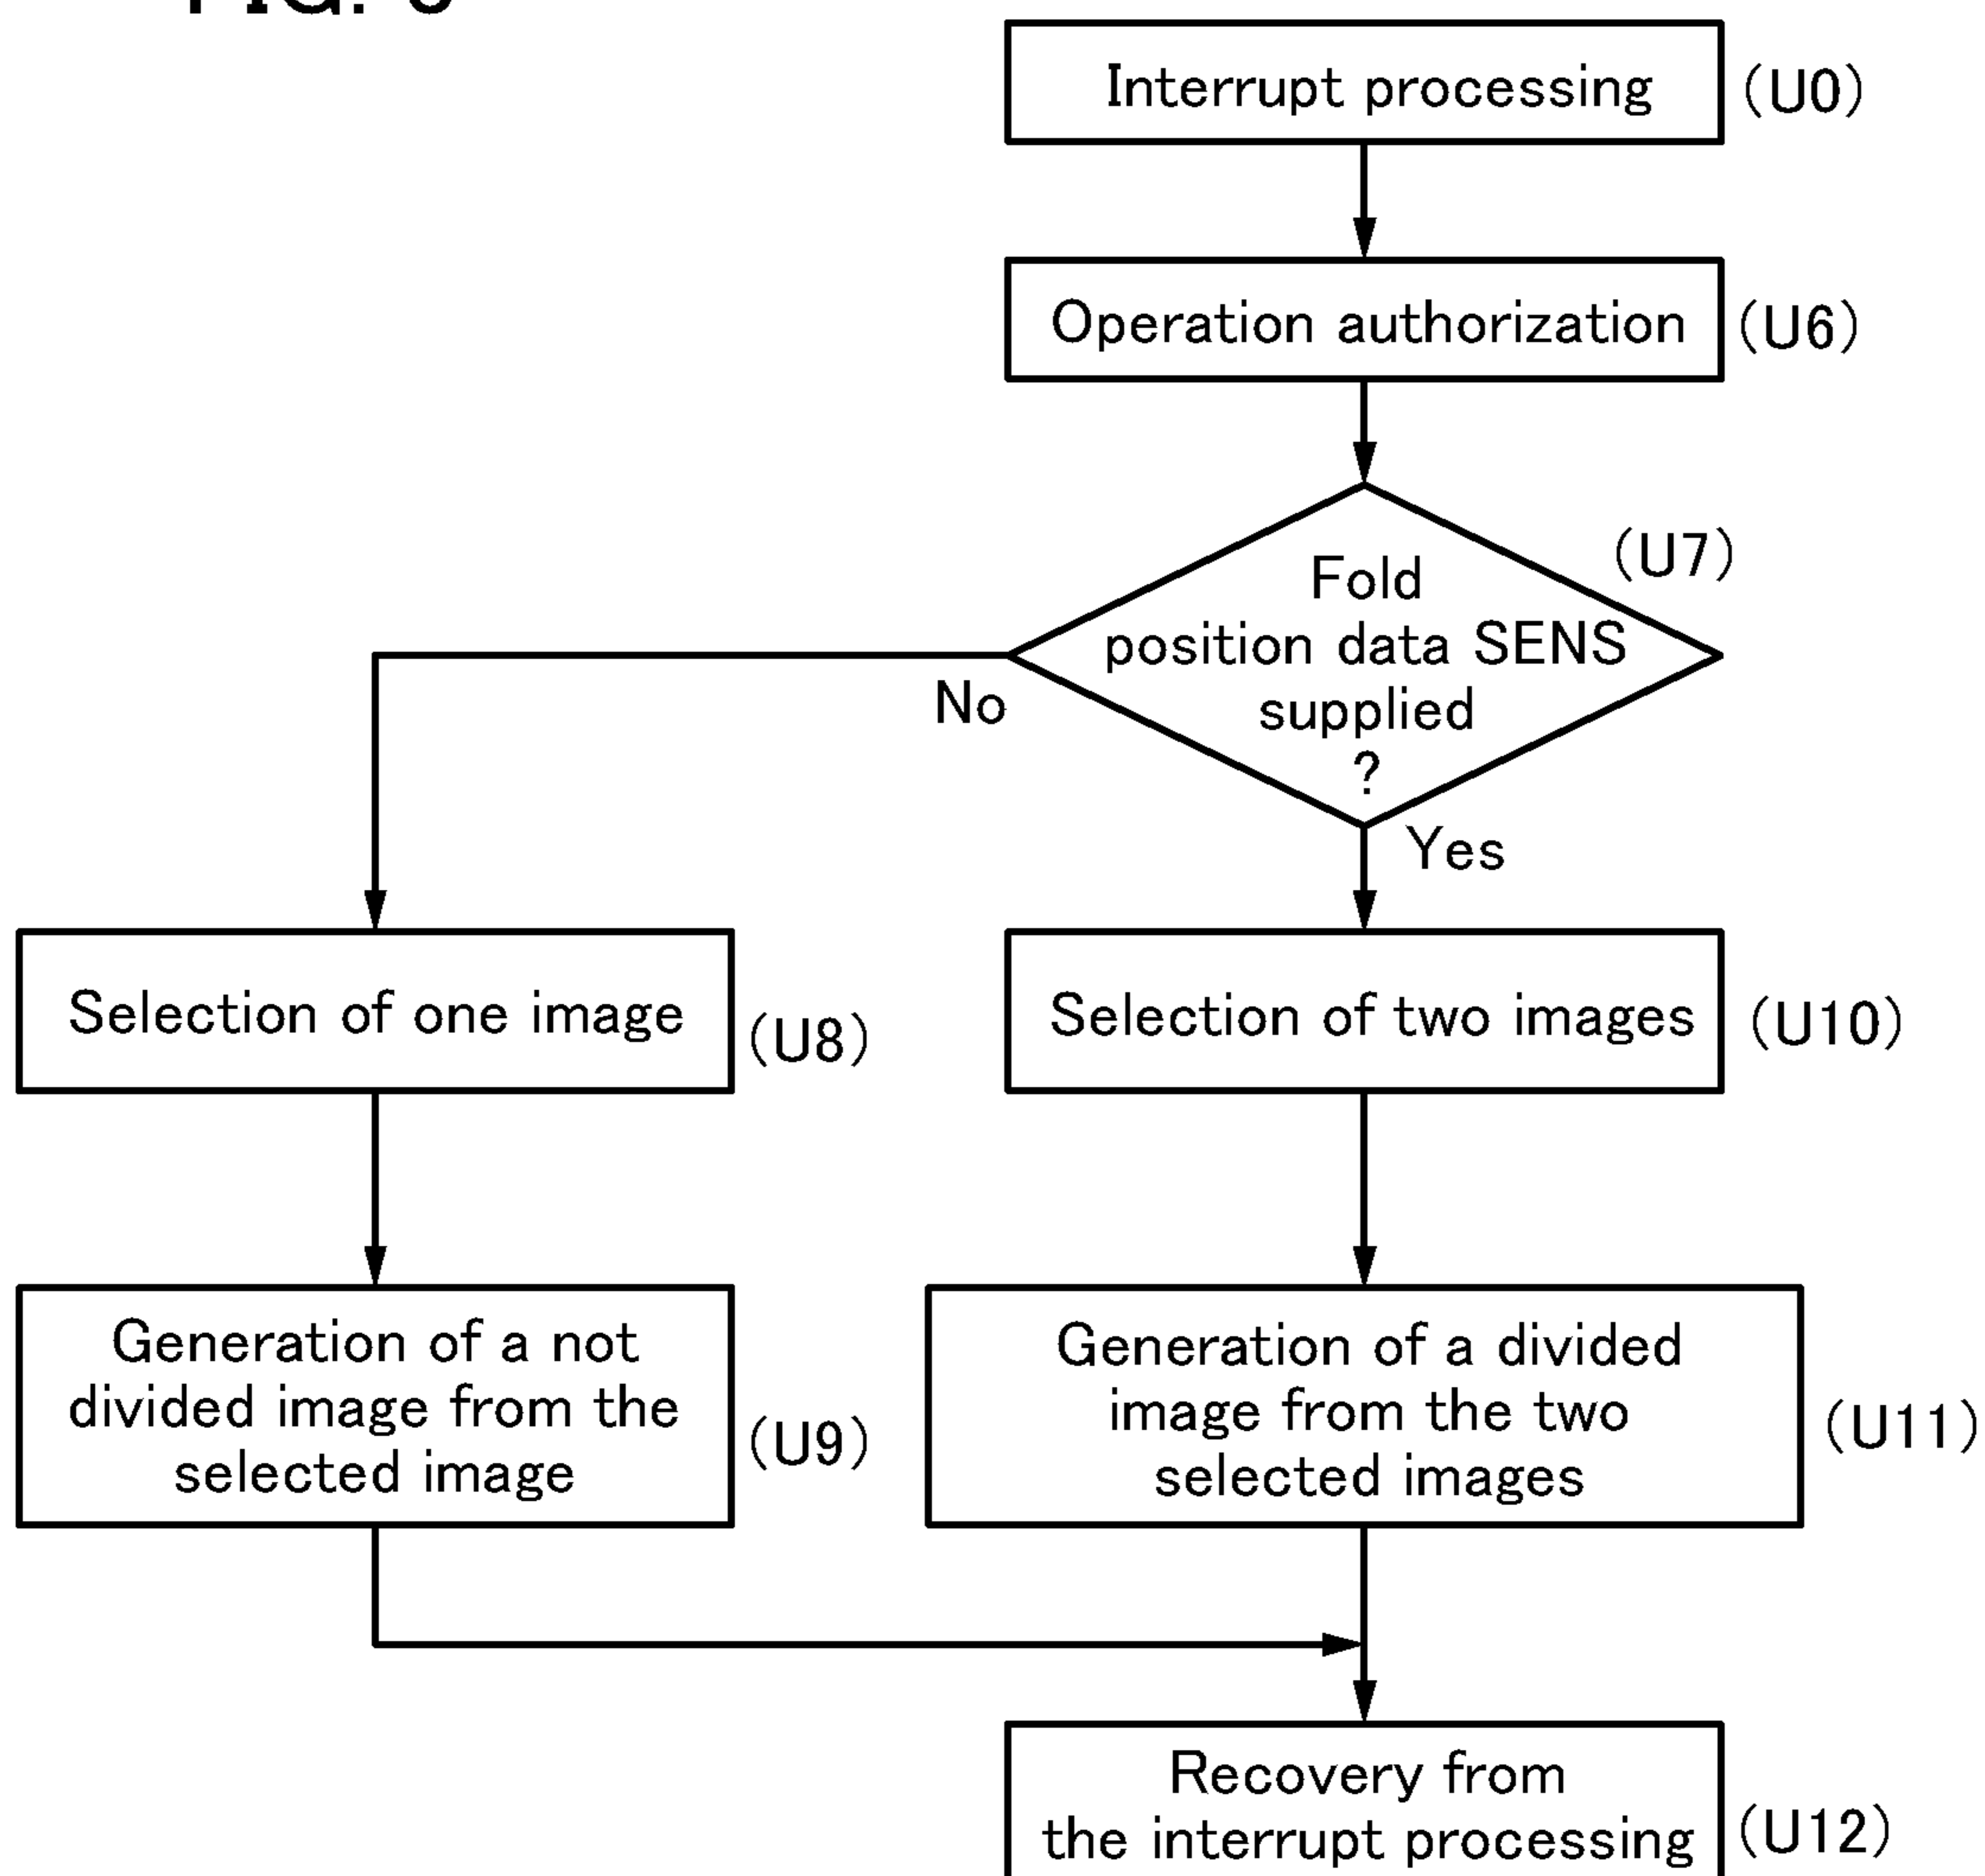 FIG.
Interrupt processing
(U0)
Operation authorization
(U6)
(U7)
Fold
position data SENS
supplied
?
No
Yes
Selection of one image
(U8)
Selection of two images
(U10)
Generation of a not
divided image from the
selected image
(U9)
Generation of a divided
image from the two
selected images
(U11)
Recovery from
the interrupt processing
(U12)